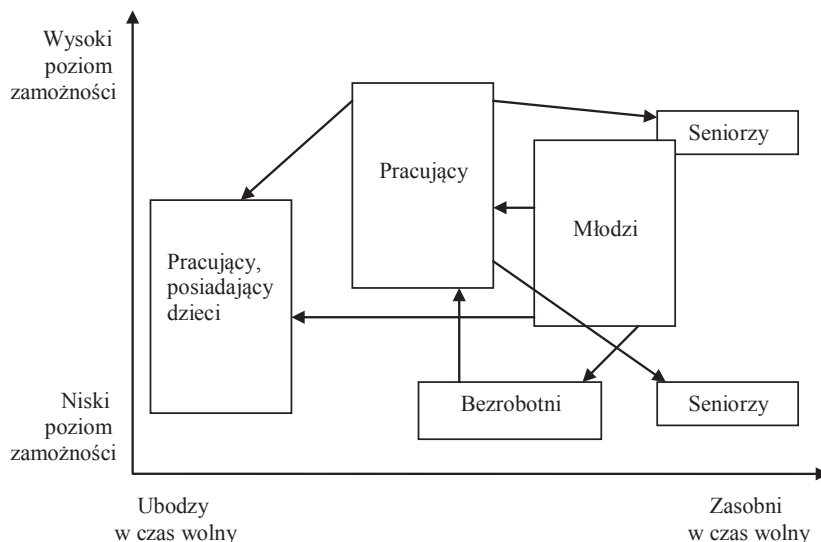 Wysoki
poziom
zamożności
Seniorzy
Pracujący
Młodzi
Pracujący,
posiadający
dzieci
Niski
poziom
zamożności
Bezrobotni
Seniorzy
Ubodzy
w czas wolny
Zasobni
w czas wolny